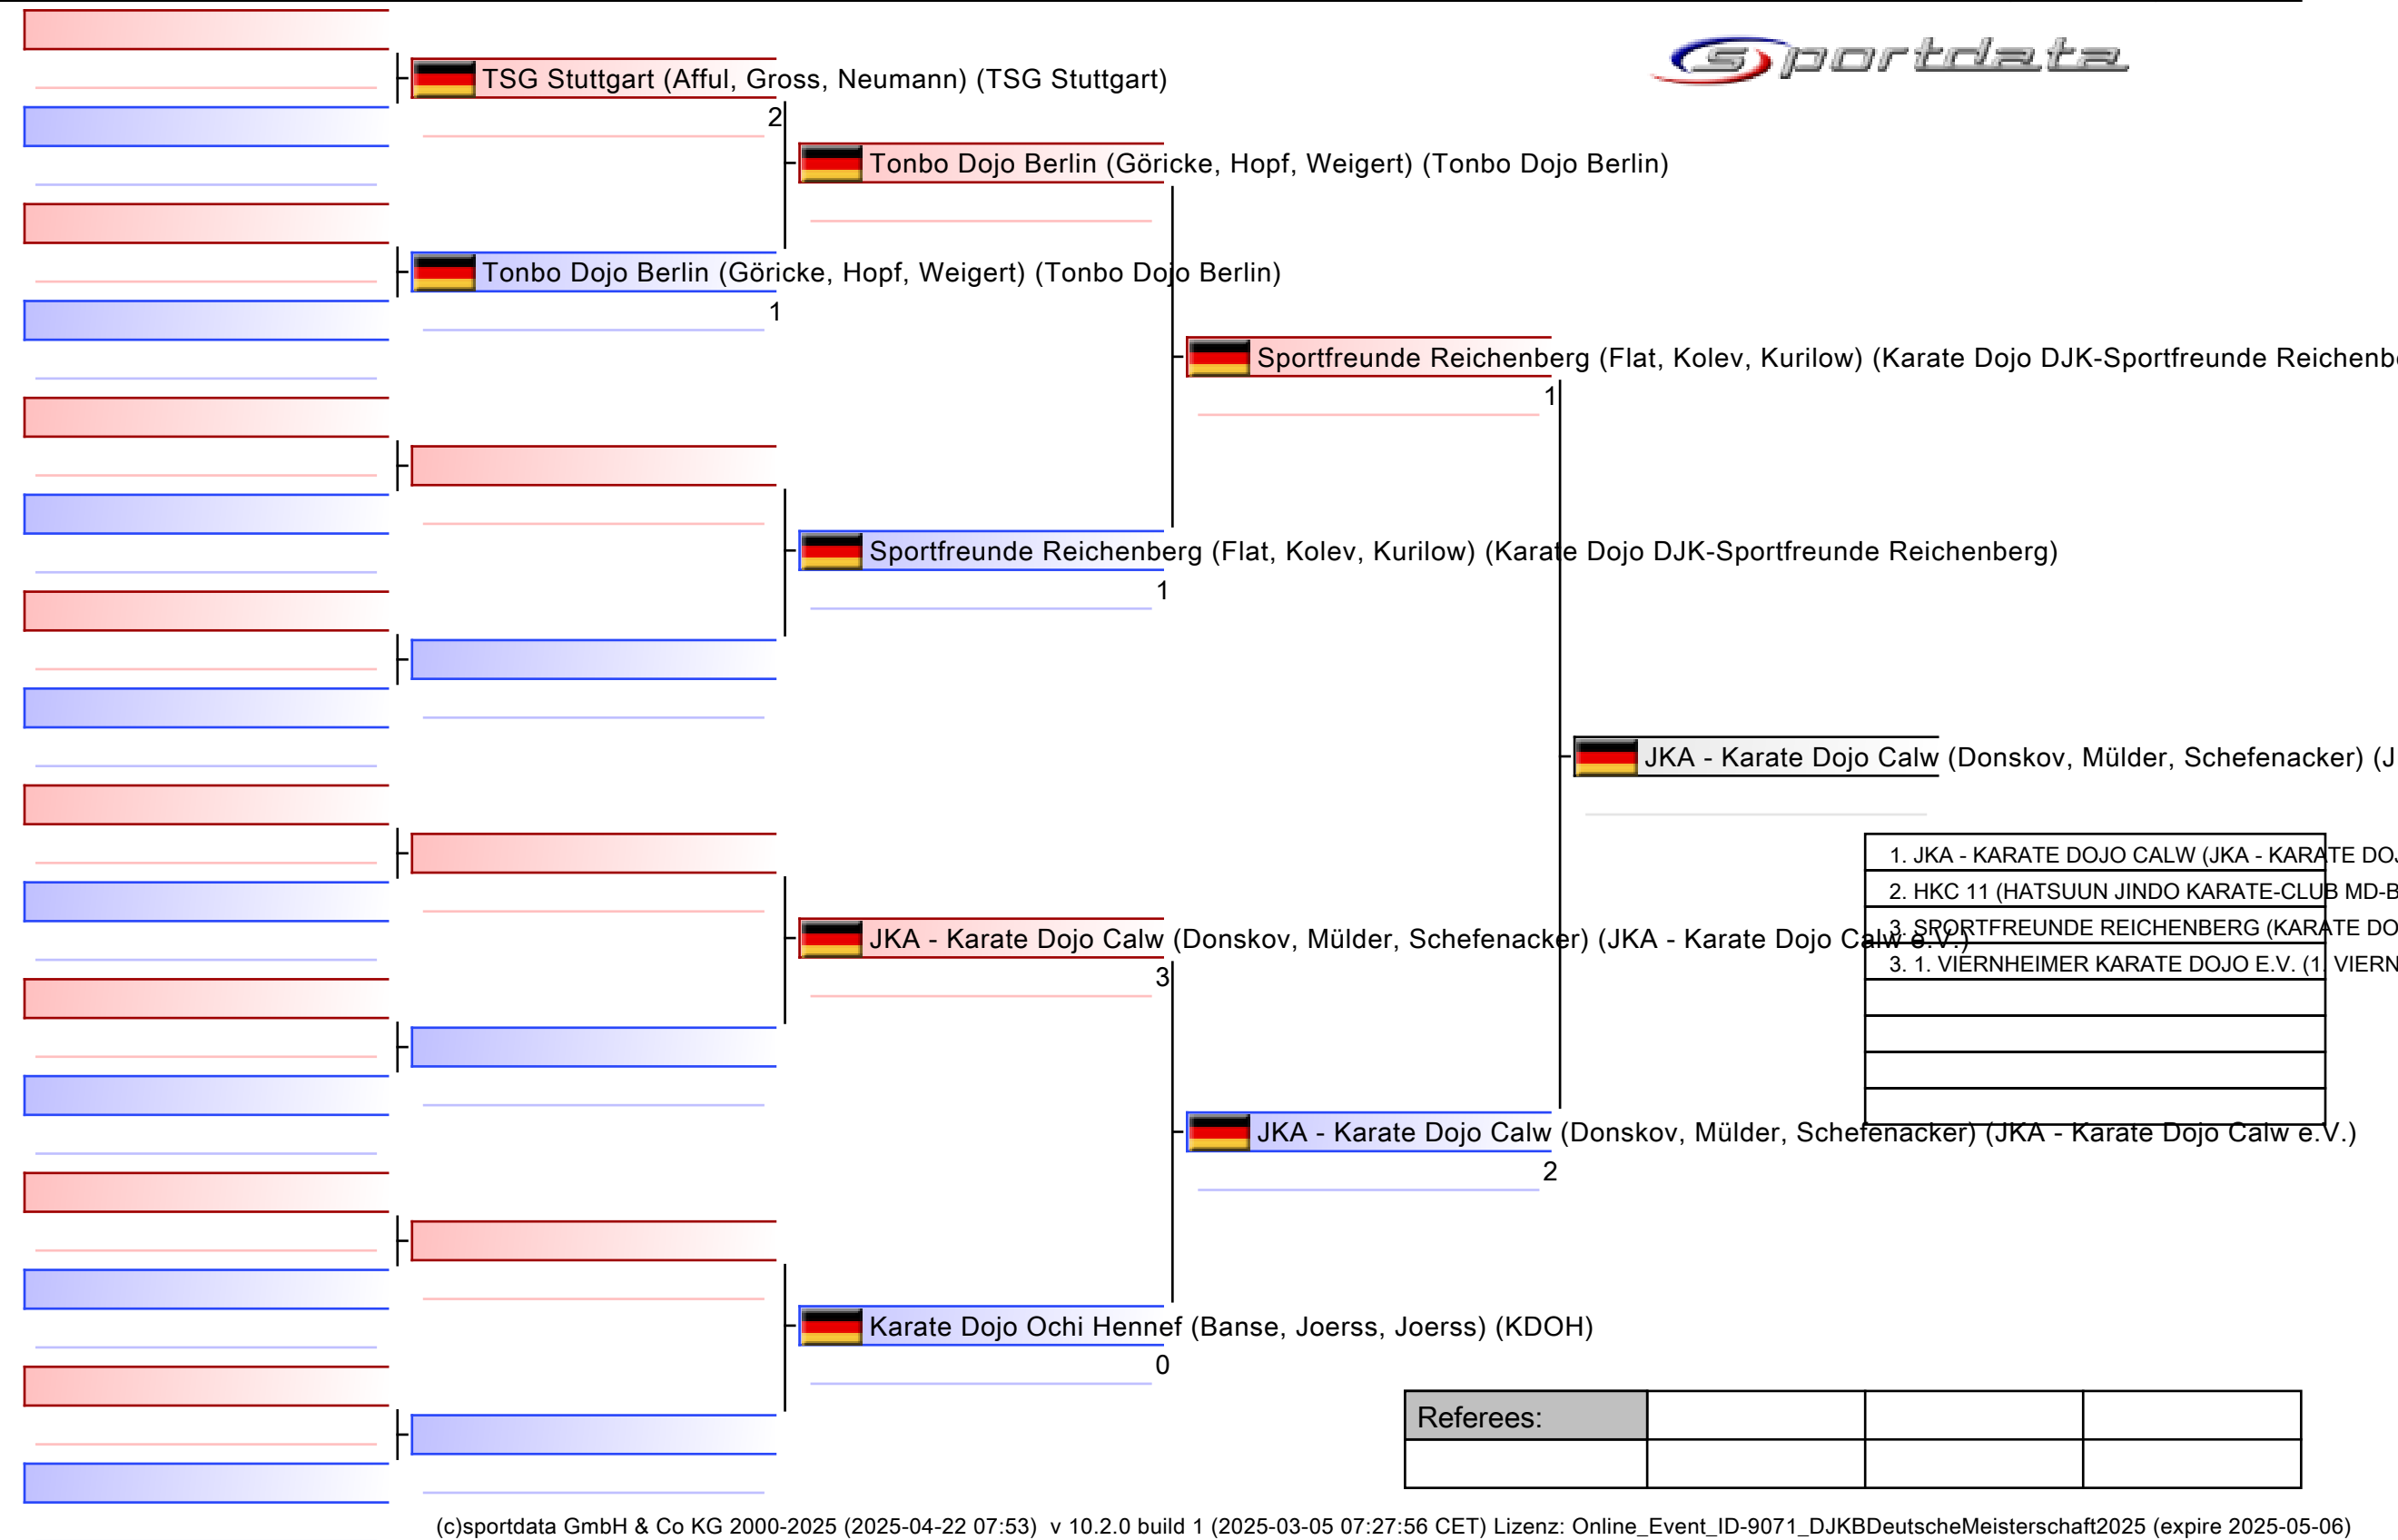 sportdata
TSG Stuttgart (Afful, Gross, Neumann) (TSG Stuttgart)
2
Tonbo Dojo Berlin (Göricke, Hopf, Weigert) (Tonbo Dojo Berlin)
Tonbo Dojo Berlin (Göricke, Hopf, Weigert) (Tonbo Dojo Berlin)
1
Sportfreunde Reichenberg (Flat, Kolev, Kurilow) (Karate Dojo DJK-Sportfreunde Reichenbe
1
Sportfreunde Reichenberg (Flat, Kolev, Kurilow) (Karate Dojo DJK-Sportfreunde Reichenberg)
1
JKA - Karate Dojo Calw (Donskov, Mülder, Schefenacker) (J
1. JKA - KARATE DOJO CALW (JKA - KARATE DOJ
2. HKC 11 (HATSUUN JINDO KARATE-CLUB MD-B
3. SPORTFREUNDE REICHENBERG (KARATE DO
JKA - Karate Dojo Calw (Donskov, Mülder, Schefenacker) (JKA - Karate Dojo Calw e.V.)
3. 1. VIERNHEIMER KARATE DOJO E.V. (1. VIERN
3
JKA - Karate Dojo Calw (Donskov, Mülder, Schefenacker) (JKA - Karate Dojo Calw e.V.)
2
Karate Dojo Ochi Hennef (Banse, Joerss, Joerss) (KDOH)
0
Referees:
(c)sportdata GmbH & Co KG 2000-2025 (2025-04-22 07:53) v 10.2.0 build 1 (2025-03-05 07:27:56 CET) Lizenz: Online_Event_ID-9071_DJKBDeutscheMeisterschaft2025 (expire 2025-05-06)